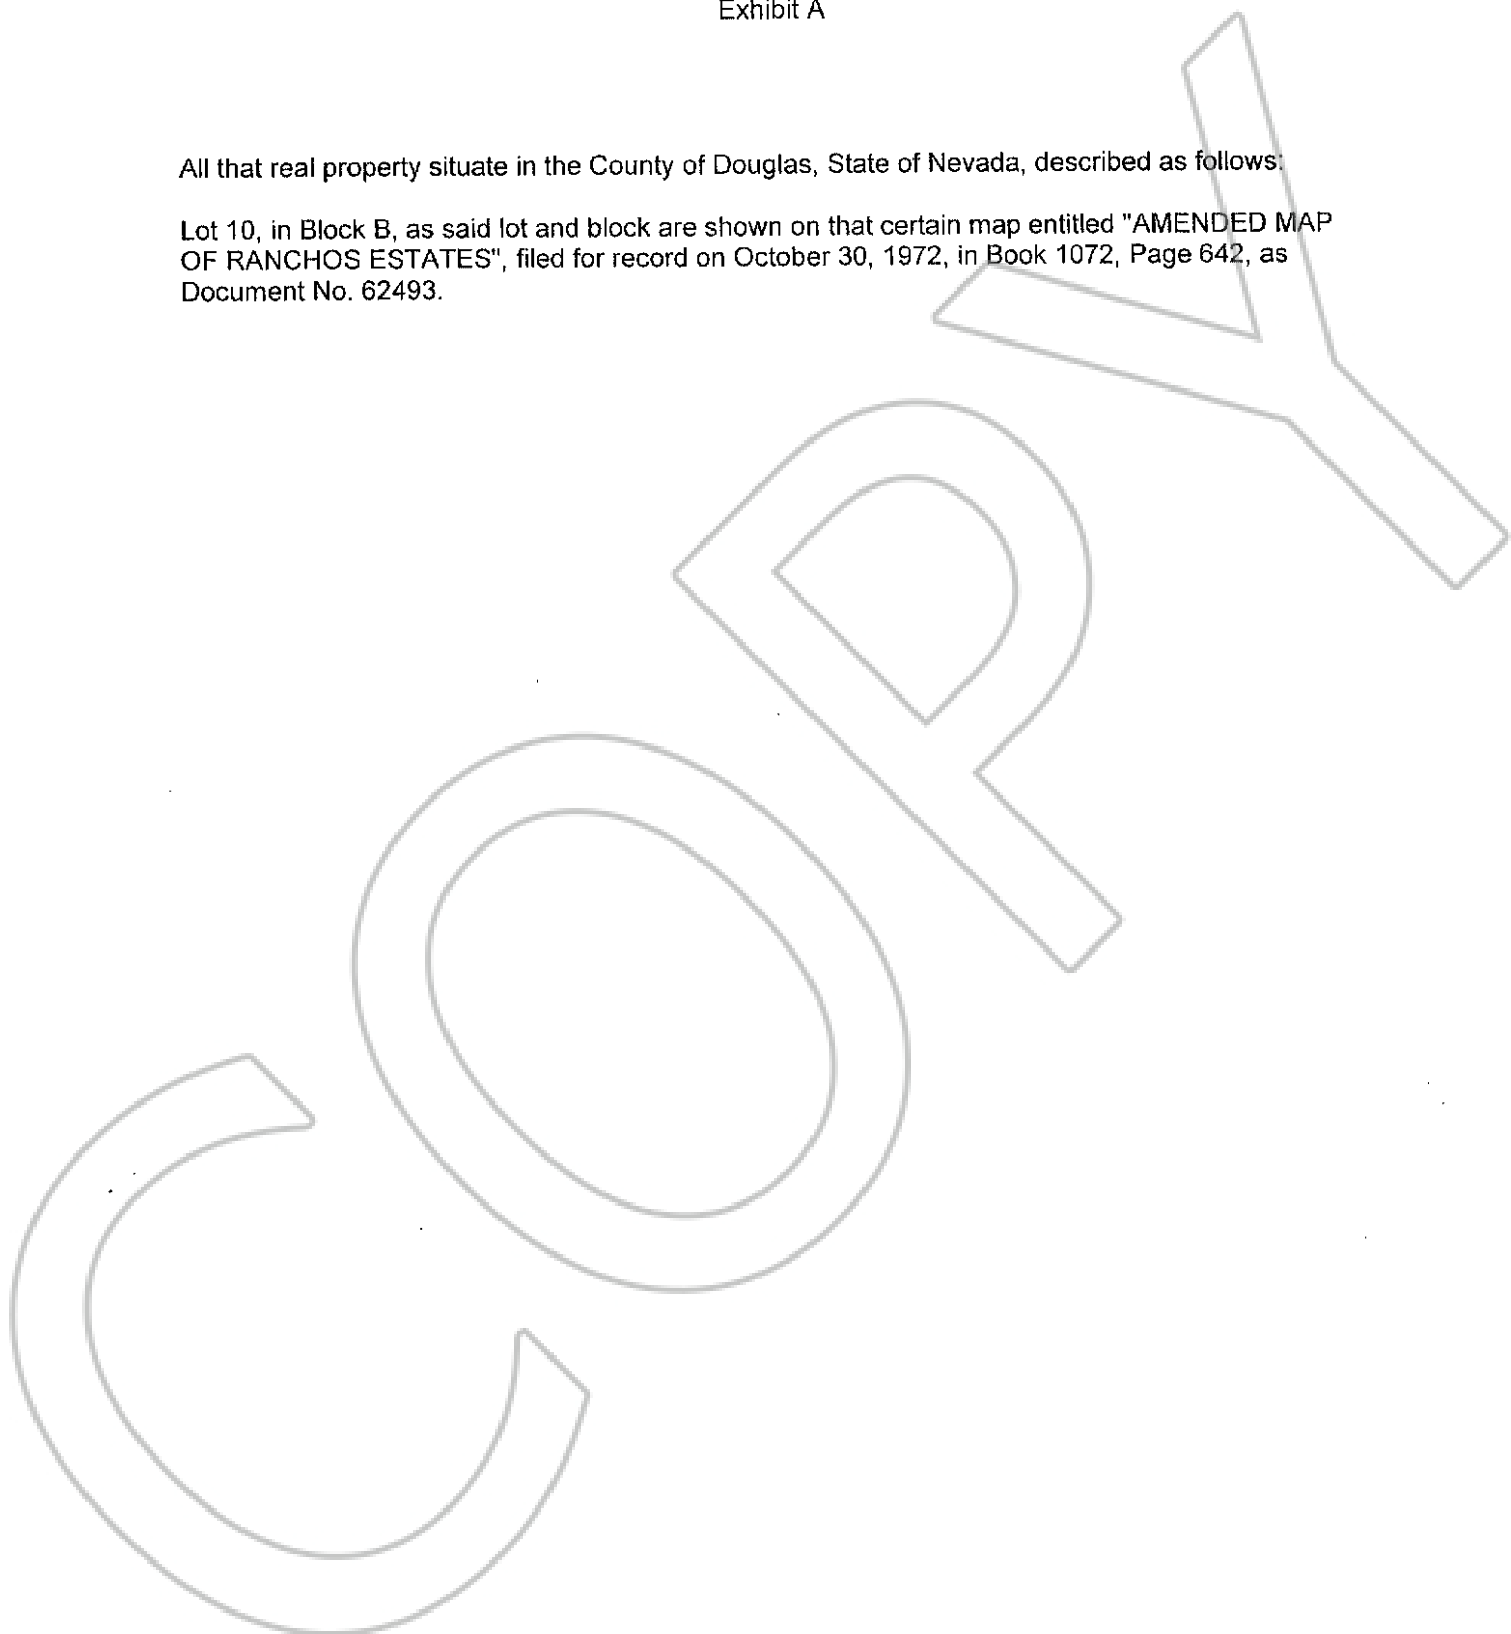 Exhibit A
All that real property situate in the County of Douglas, State of Nevada, described as follows:
Lot 10, in Block B, as said lot and block are shown on that certain map entitled "AMENDED MAP
OF RANCHOS ESTATES", filed for record on October 30, 1972, in Book 1072, Page 642, as
Document No. 62493.
COPY